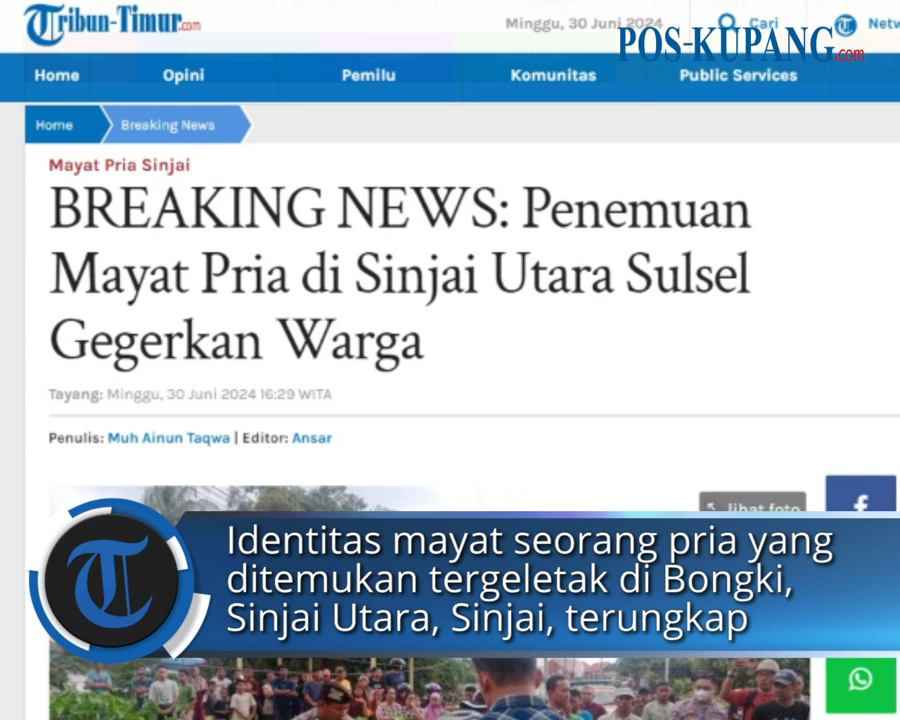 Tribun-Timur.com
Minggu, 30 Juni 2024
Cari
Netw
POS-KUPANG.com
Home Opini Pemilu Komunitas Public Services
Home Breaking News
Mayat Pria Sinjai
BREAKING NEWS: Penemuan
Mayat Pria di Sinjai Utara Sulsel
Gegerkan Warga
Tayang: Minggu, 30 Juni 2024 16:29 WITA
Penulis: Muh Ainun Taqwa | Editor: Ansar
lihat foto
Identitas mayat seorang pria yang
ditemukan tergeletak di Bongki,
Sinjai Utara, Sinjai, terungkap